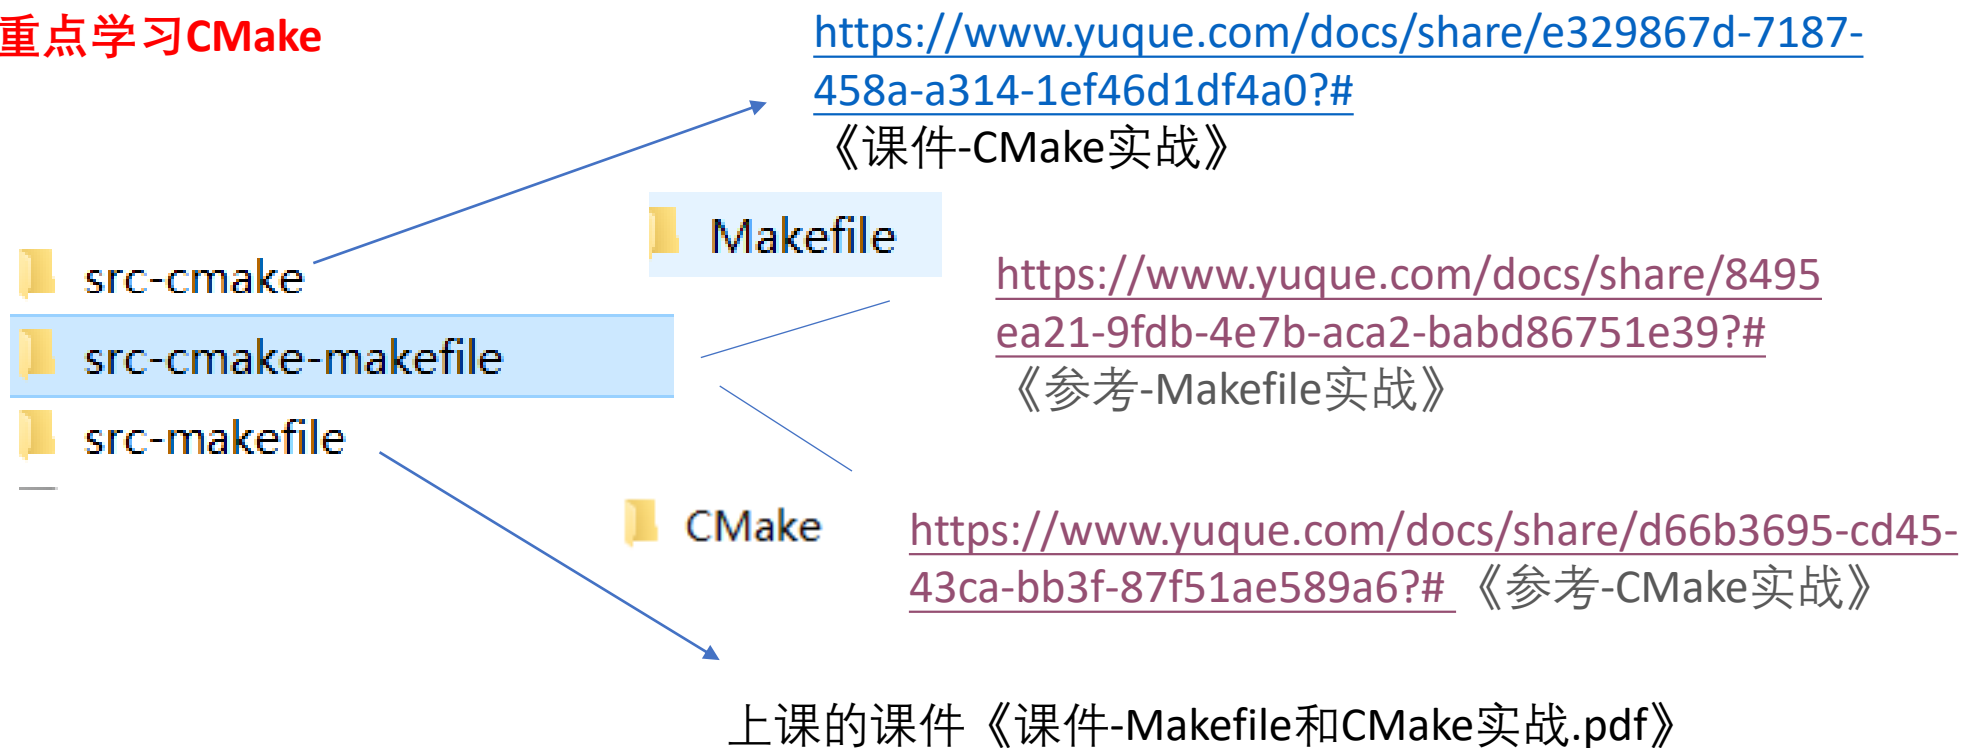 重点学习CMake
https://www.yuque.com/docs/share/e329867d-7187-
458a-a314-1ef46d1df4a0?#
《课件-CMake实战》
Makefile
src-cmake
https://www.yuque.com/docs/share/8495
ea21-9fdb-4e7b-aca2-babd86751e39?#
《参考-Makefile实战》
src-cmake-makefile
src-makefile
CMake
https://www.yuque.com/docs/share/d66b3695-cd45-
43ca-bb3f-87f51ae589a6?# 《参考-CMake实战》
上课的课件《课件-Makefile和CMake实战.pdf》